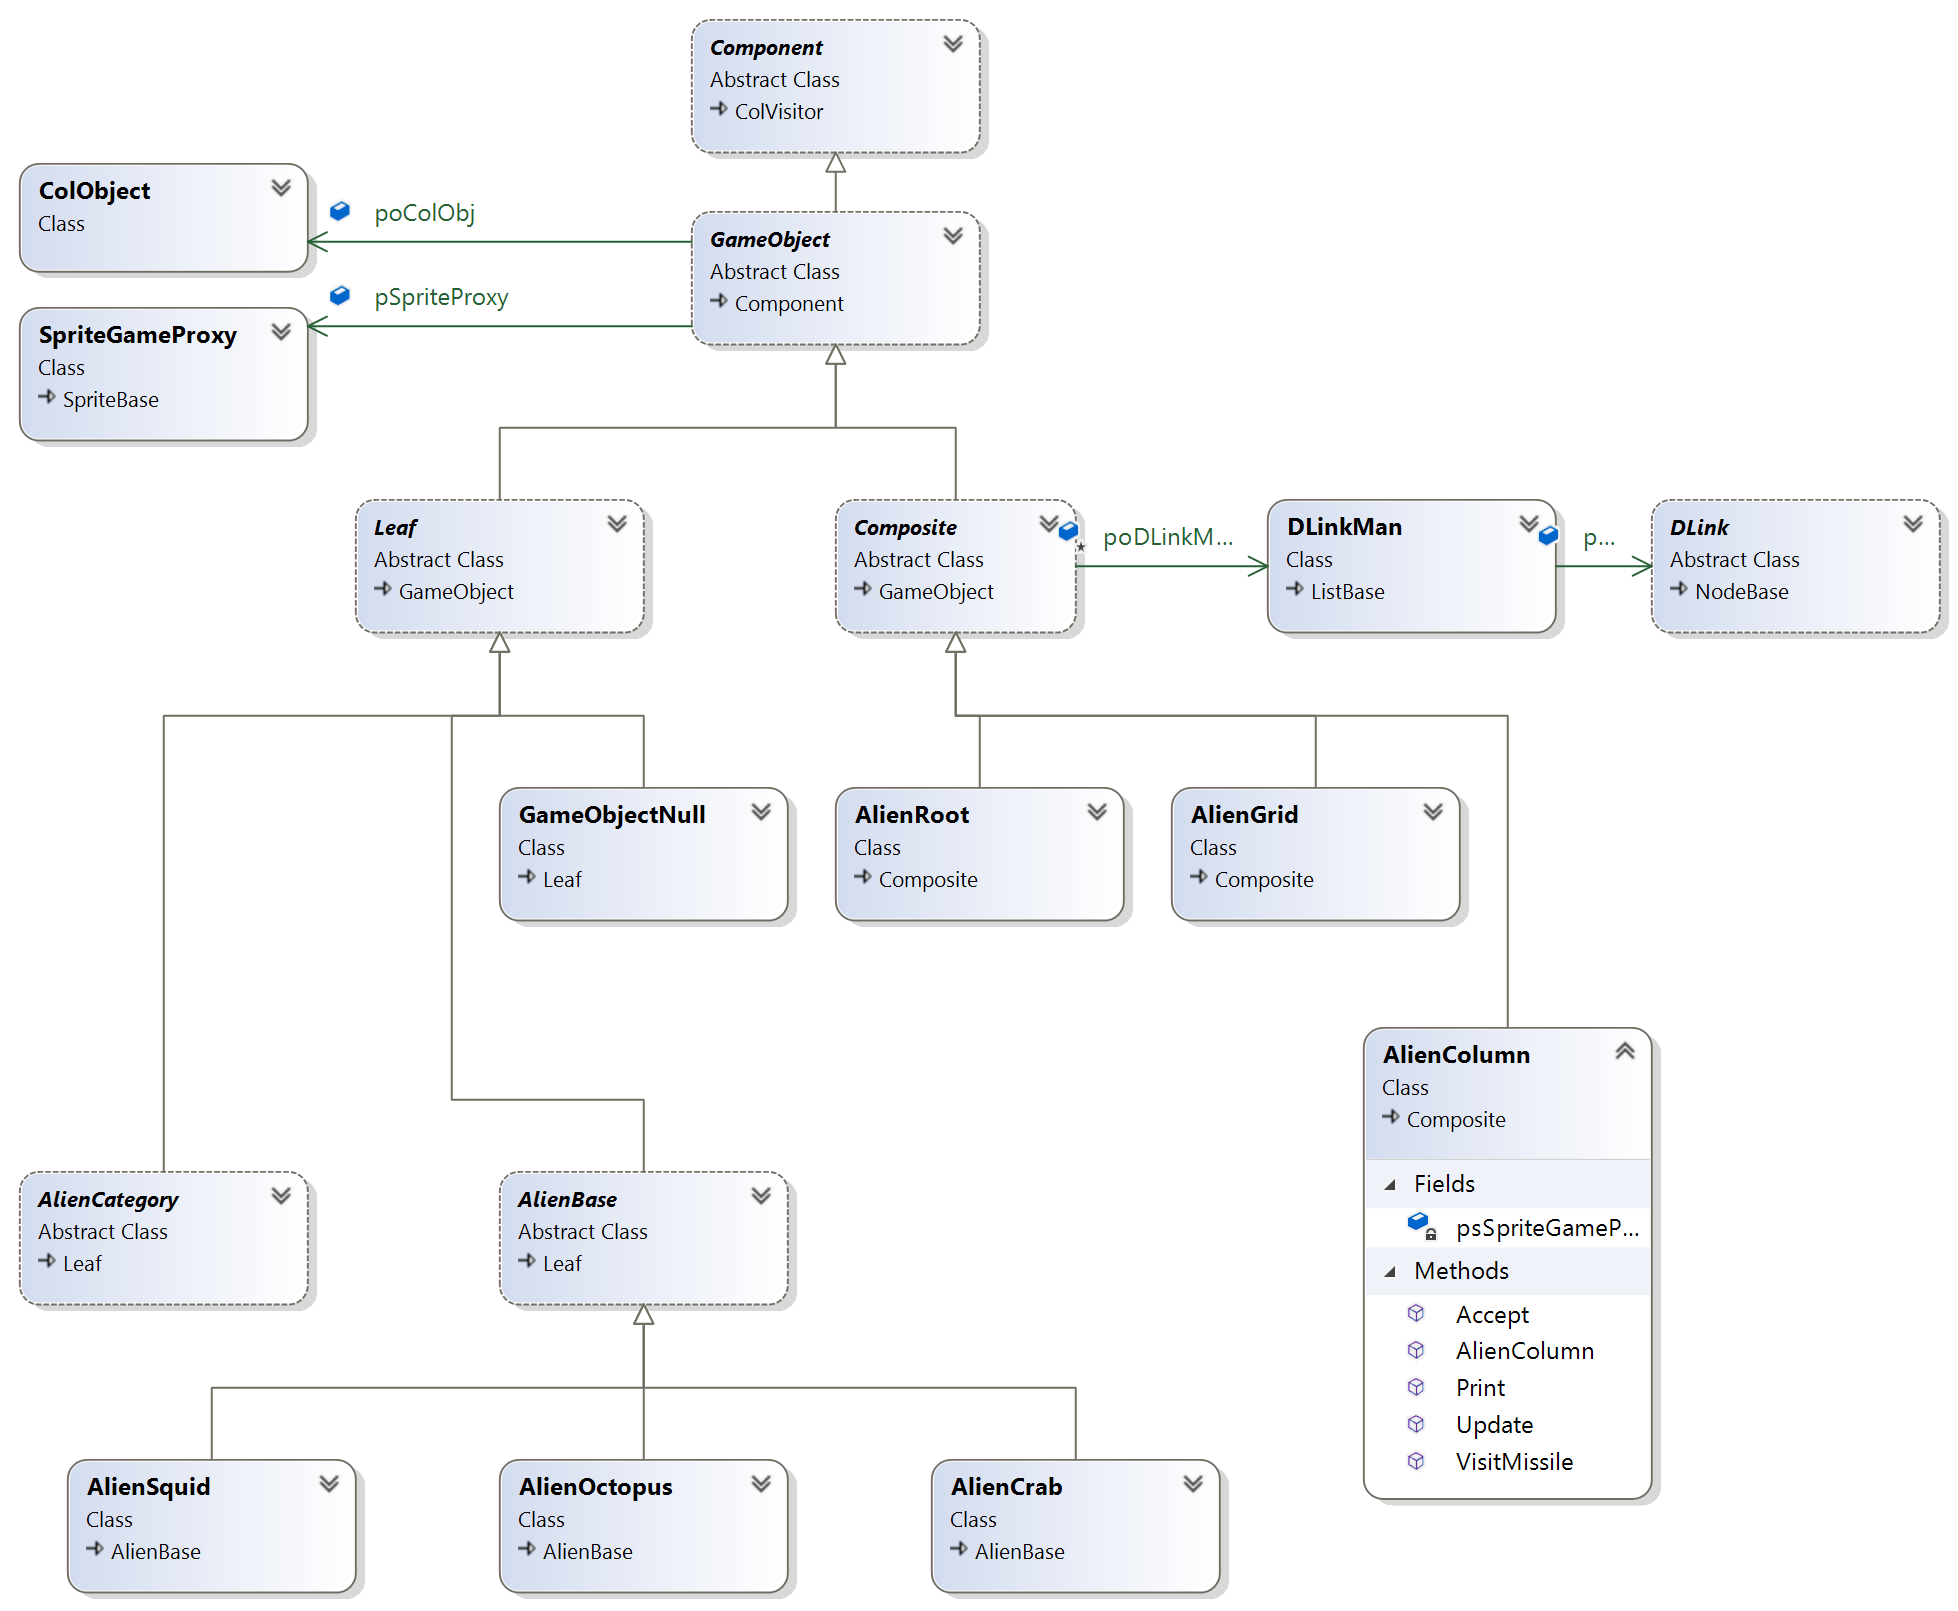 Component
Abstract Class
ColVisitor
ColObject
Class
poColObj
GameObject
Abstract Class
Component
pSpriteProxy
SpriteGameProxy
Class
SpriteBase
Leaf
Abstract Class
GameObject
Composite
Abstract Class
GameObject
poDLinkM...
DLinkMan
Class
ListBase
p...
DLink
Abstract Class
NodeBase
GameObjectNull
Class
Leaf
AlienRoot
Class
Composite
AlienGrid
Class
Composite
AlienColumn
Class
Composite
Fields
psSpriteGameP...
Methods
Accept
AlienColumn
Print
Update
VisitMissile
AlienCategory
Abstract Class
Leaf
AlienBase
Abstract Class
Leaf
AlienSquid
Class
AlienBase
AlienOctopus
Class
AlienBase
AlienCrab
Class
AlienBase